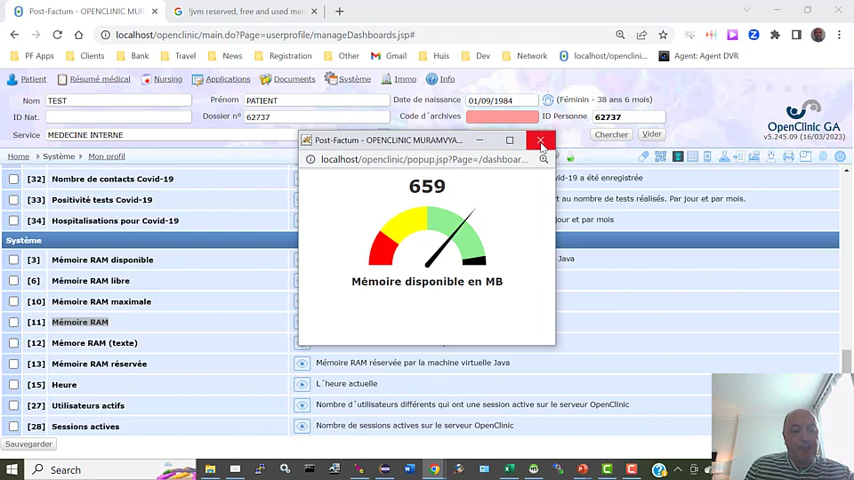 Post-Factum - OPENCLINIC MURAM
!jvm reserved, free and used mem
localhost/openclinic/main.do?Page=userprofile/manageDashboards.jsp#
PF Apps Clients Bank Travel News Registration Other Gmail Huis Dev Network localhost/openclini... Agent: Agent DVR
Patient Résumé médical Nursing Applications Documents Système Immo Info
Nom TEST Prénom PATIENT Date de naissance 01/09/1984 (Féminin - 38 ans 6 mois)
ID Nat. Dossier n° 62737 Code d'archives ID Personne 62737
Service MEDECINE INTERNE Chercher Vider
OpenClinic GA
v5.245.09 (16/03/2023)
Home Système Mon profil
Post-Factum - OPENCLINIC MURAMVYA...
localhost/openclinic/popup.jsp?Page=/dashboar...
659
Mémoire disponible en MB
[32] Nombre de contacts Covid-19 vid-19 a été enregistrée
[33] Positivité tests Covid-19 rt au nombre de tests réalisés. Par jour et par mois
[34] Hospitalisations pour Covid-19 jour et par mois
Système
[3] Mémoire RAM disponible Java
[6] Mémoire RAM libre
[10] Mémoire RAM maximale
[11] Mémoire RAM
[12] Mémore RAM (texte)
[13] Mémoire RAM réservée Mémoire RAM réservée par la machine virtuelle Java
[15] Heure L´heure actuelle
[27] Utilisateurs actifs Nombre d´utilisateurs différents qui ont une session active sur le serveur OpenClinic
[28] Sessions actives Nombre de sessions actives sur le serveur OpenClinic
Sauvegarder
Search